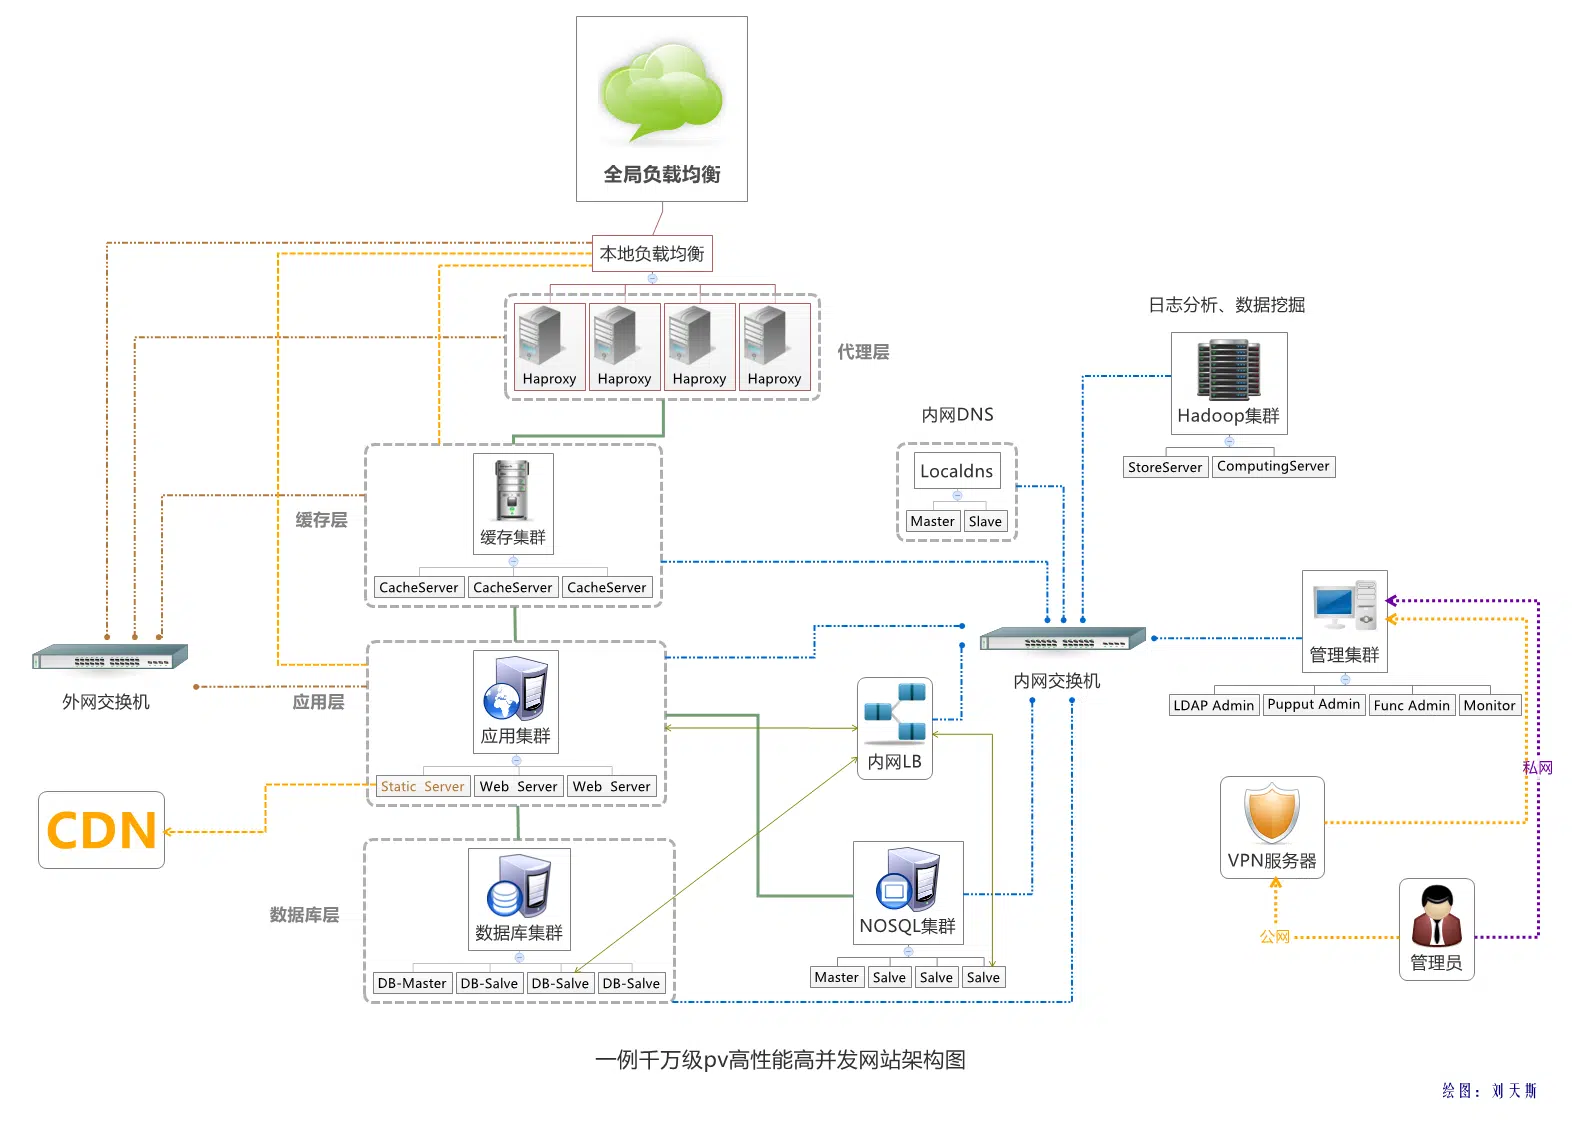 全局负载均衡
本地负载均衡
Haproxy
Haproxy
Haproxy
Haproxy
代理层
日志分析、数据挖掘
Hadoop集群
StoreServer
ComputingServer
内网DNS
Localdns
Master
Slave
缓存层
缓存集群
CacheServer
CacheServer
CacheServer
外网交换机
内网交换机
管理集群
LDAP Admin
Pupput Admin
Func Admin
Monitor
应用层
应用集群
Static Server
Web Server
Web Server
内网LB
私网
CDN
VPN服务器
公网
管理员
数据库层
数据库集群
DB-Master
DB-Salve
DB-Salve
DB-Salve
NOSQL集群
Master
Salve
Salve
Salve
一例千万级pv高性能高并发网站架构图
绘图：刘天斯